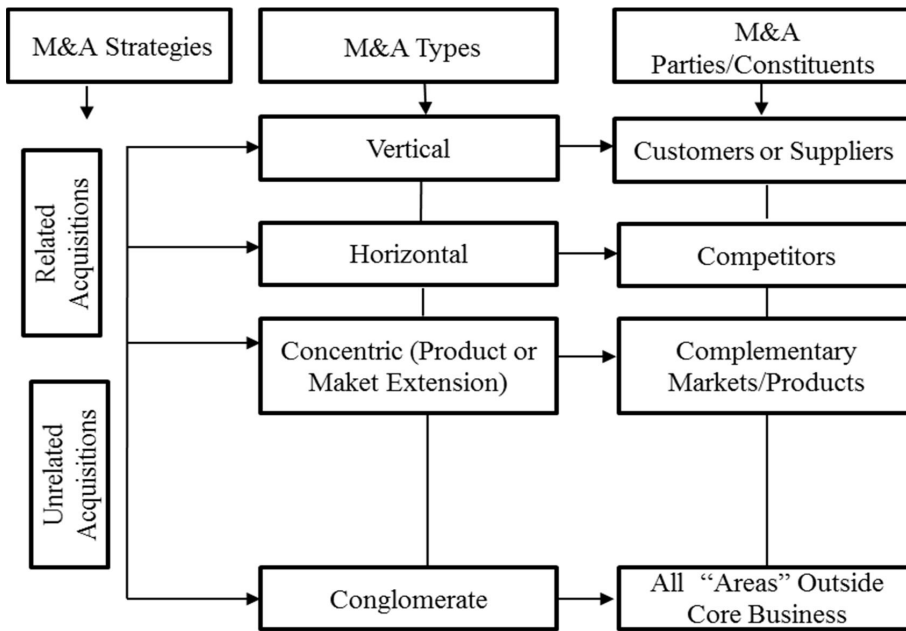 M&A Strategies
M&A Types
M&A
Parties/Constituents
Related
Acquisitions
Unrelated
Acquisitions
Vertical
Customers or Suppliers
Horizontal
Competitors
Concentric (Product or
Maket Extension)
Complementary
Markets/Products
Conglomerate
All “Areas” Outside
Core Business